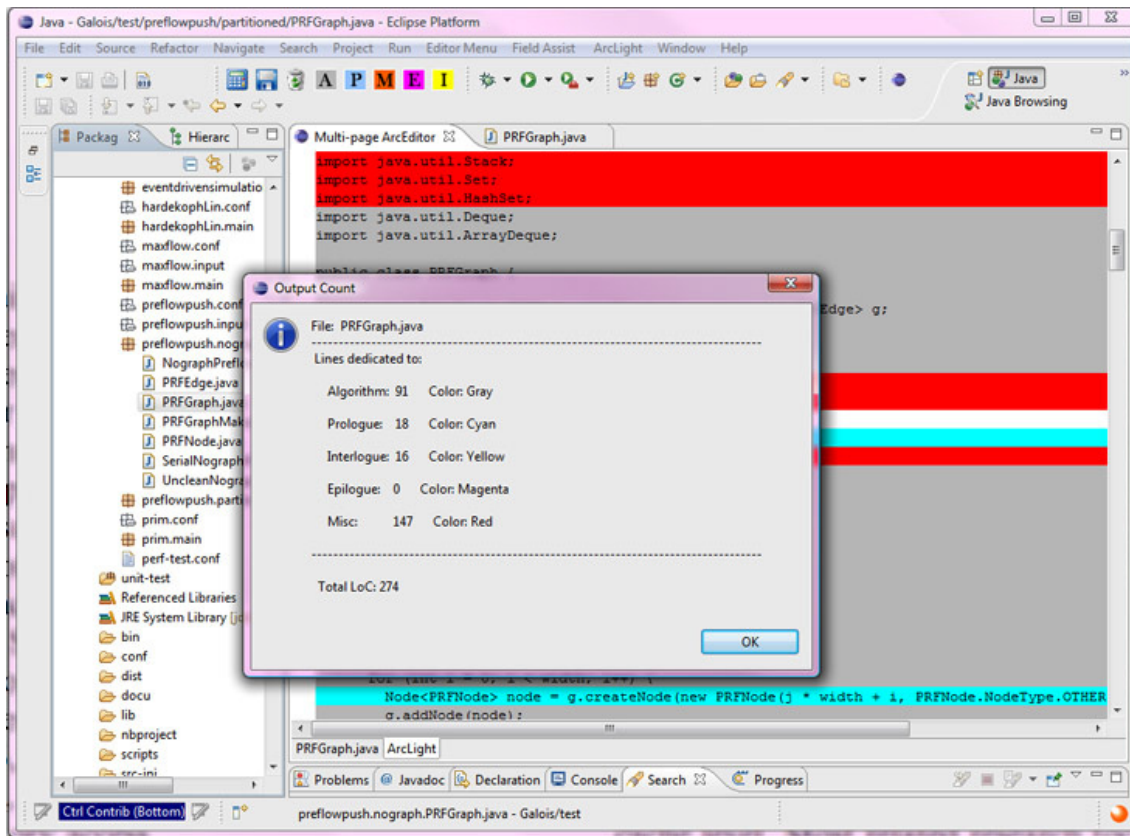 Java - Galois/test/preflowpush/partitioned/PRFGraph.java - Eclipse Platform
File Edit Source Refactor Navigate Search Project Run Editor Menu Field Assist ArcLight Window Help
A P M E I
Java
Java Browsing
Packag
Hierarc
Multi-page ArcEditor
PRFGraph.java
eventdrivensimulatio
hardekophLin.conf
hardekophLin.main
maxflow.conf
maxflow.input
maxflow.main
preflowpush.conf
preflowpush.inpu
preflowpush.nogr
NographPrefl
PRFEdge.java
PRFGraph.java
PRFGraphMak
PRFNode.java
SerialNograph
UncleanNogra
preflowpush.parti
prim.conf
prim.main
perf-test.conf
unit-test
Referenced Libraries
JRE System Library
bin
conf
dist
docu
lib
nbproject
scripts
src-ini
import java.util.Stack;
import java.util.Set;
import java.util.HashSet;
import java.util.Deque;
import java.util.ArrayDeque;
public class PRFGraph {
Edge> g;
Output Count
File: PRFGraph.java
Lines dedicated to:
Algorithm: 91 Color: Gray
Prologue: 18 Color: Cyan
Interlogue: 16 Color: Yellow
Epilogue: 0 Color: Magenta
Misc: 147 Color: Red
Total LoC: 274
OK
for (int i = 0; i < width; i++) {
Node<PRFNode> node = g.createNode(new PRFNode(j * width + i, PRFNode.NodeType.OTHER
g.addNode(node);
PRFGraph.java ArcLight
Problems @ Javadoc Declaration Console Search Progress
Ctrl Contrib (Bottom)
preflowpush.nograph.PRFGraph.java - Galois/test